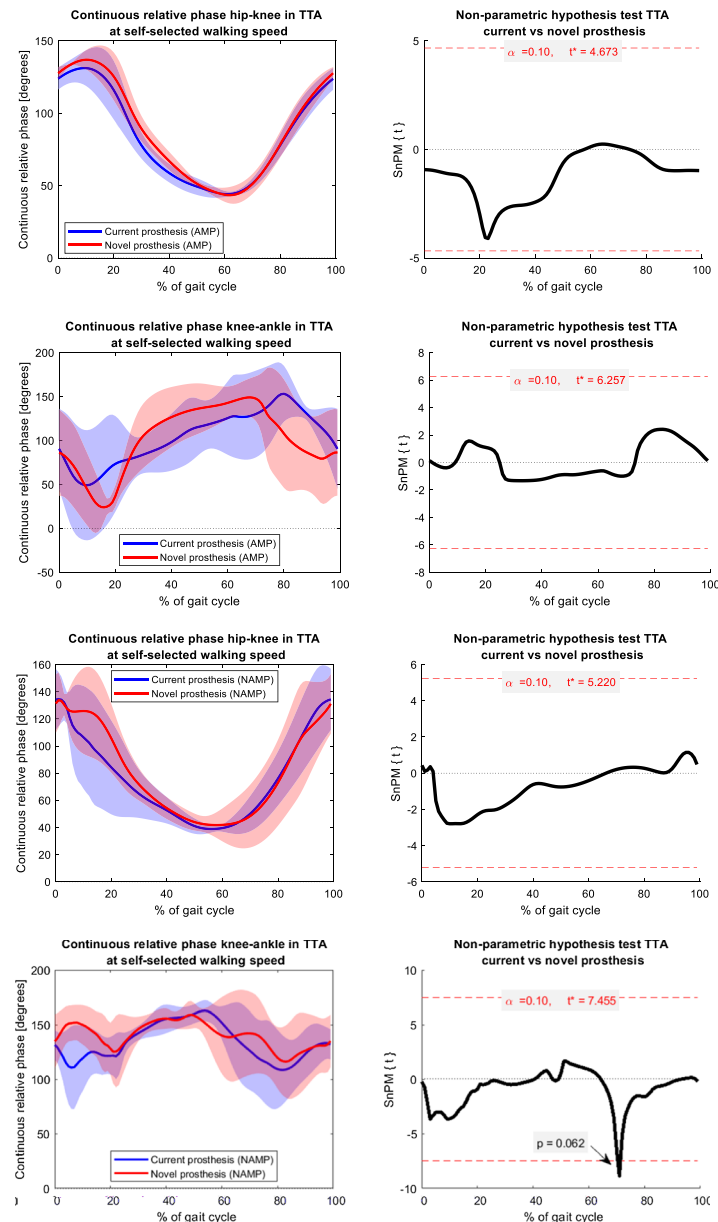 Continuous relative phase hip-knee in TTA
at self-selected walking speed
Continuous relative phase [degrees]
150
100
50
0
Current prosthesis (AMP)
Novel prosthesis (AMP)
0 20 40 60 80 100
% of gait cycle
Non-parametric hypothesis test TTA
current vs novel prosthesis
SnPM { t }
5
0
-5
α =0.10, t* = 4.673
0 20 40 60 80 100
% of gait cycle
Continuous relative phase knee-ankle in TTA
at self-selected walking speed
Continuous relative phase [degrees]
200
150
100
50
0
-50
Current prosthesis (AMP)
Novel prosthesis (AMP)
0 20 40 60 80 100
% of gait cycle
Non-parametric hypothesis test TTA
current vs novel prosthesis
SnPM { t }
8
6
4
2
0
-2
-4
-6
-8
α =0.10, t* = 6.257
0 20 40 60 80 100
% of gait cycle
Continuous relative phase hip-knee in TTA
at self-selected walking speed
Continuous relative phase [degrees]
160
140
120
100
80
60
40
20
0
Current prosthesis (NAMP)
Novel prosthesis (NAMP)
0 20 40 60 80 100
% of gait cycle
Non-parametric hypothesis test TTA
current vs novel prosthesis
SnPM { t }
6
4
2
0
-2
-4
-6
α =0.10, t* = 5.220
0 20 40 60 80 100
% of gait cycle
Continuous relative phase knee-ankle in TTA
at self-selected walking speed
Continuous relative phase [degrees]
200
150
100
50
0
Current prosthesis (NAMP)
Novel prosthesis (NAMP)
0 20 40 60 80 100
% of gait cycle
Non-parametric hypothesis test TTA
current vs novel prosthesis
SnPM { t }
10
5
0
-5
-10
α =0.10, t* = 7.455
p = 0.062
0 20 40 60 80 100
% of gait cycle